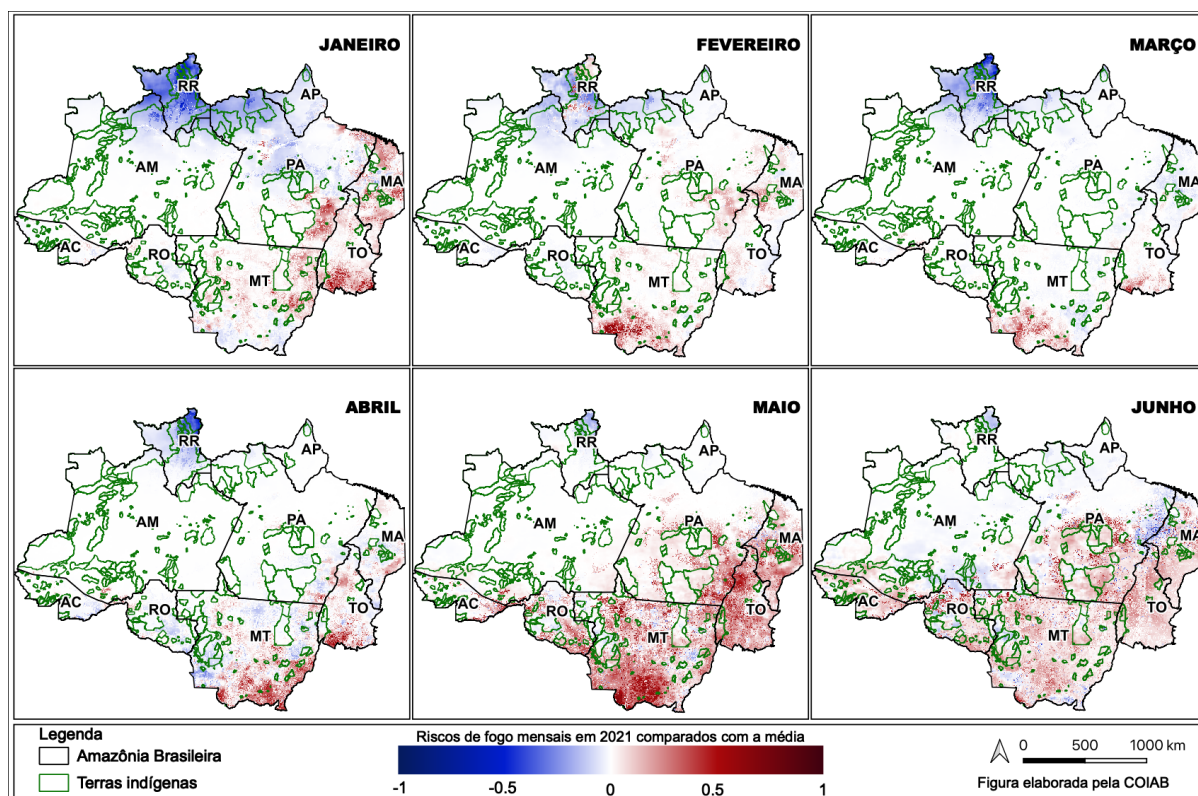 JANEIRO
RR
AP
AM
PA
MA
AC
RO
MT
TO
FEVEREIRO
RR
AP
AM
PA
MA
AC
RO
MT
TO
MARÇO
RR
AP
AM
PA
MA
AC
RO
MT
TO
ABRIL
RR
AP
AM
PA
MA
AC
RO
MT
TO
MAIO
RR
AP
AM
PA
MA
AC
RO
MT
TO
JUNHO
RR
AP
AM
PA
MA
AC
RO
MT
TO
Legenda
Amazônia Brasileira
Terras indígenas
Riscos de fogo mensais em 2021 comparados com a média
-1 -0.5 0 0.5 1
0 500 1000 km
Figura elaborada pela COIAB